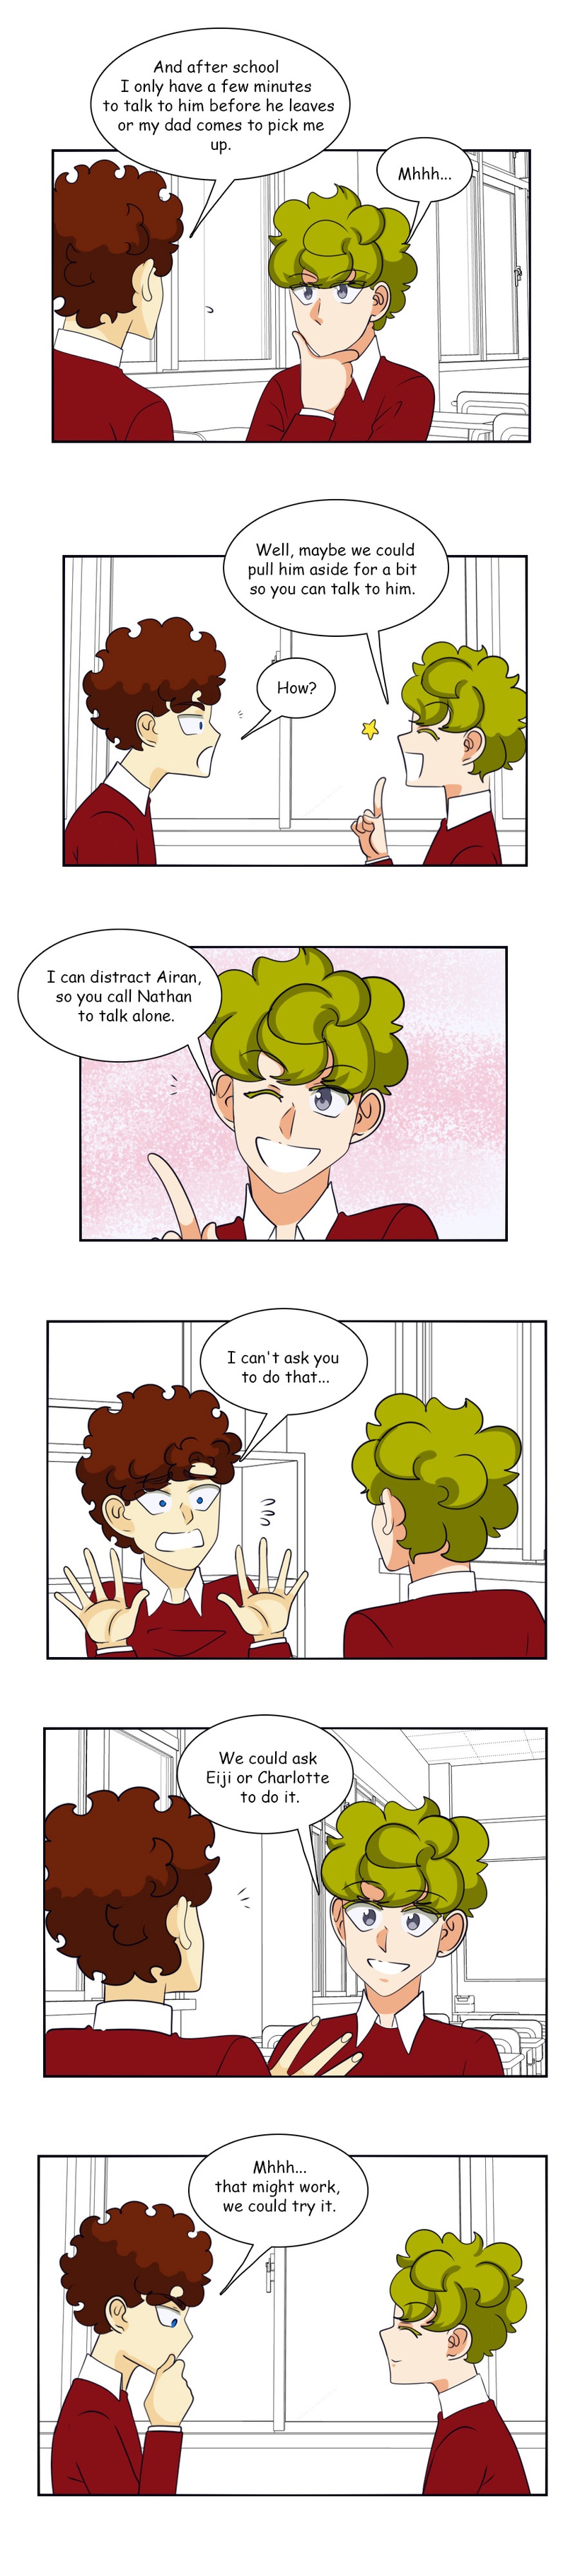 And after school
I only have a few minutes
to talk to him before he leaves
or my dad comes to pick me
up.
Mhhh...
Well, maybe we could
pull him aside for a bit
so you can talk to him.
How?
I can distract Airan,
so you call Nathan
to talk alone.
I can't ask you
to do that...
We could ask
Eiji or Charlotte
to do it.
Mhhh...
that might work,
we could try it.